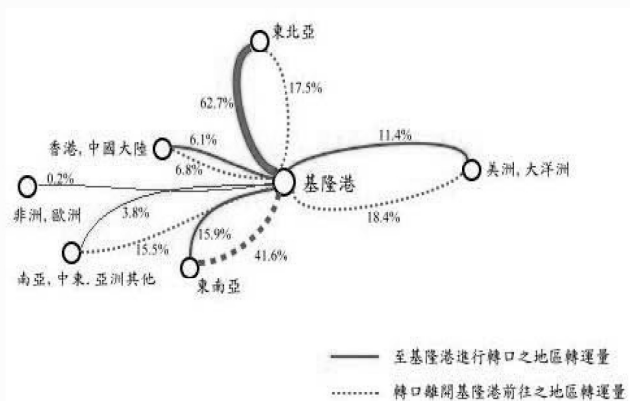 東北亞
17.5%
62.7%
香港, 中國大陸
6.1%
6.8%
11.4%
美洲, 大洋洲
基隆港
0.2%
非洲, 歐洲
3.8%
18.4%
15.5%
15.9%
41.6%
南亞, 中東. 亞洲其他
東南亞
至基隆港進行轉口之地區轉運量
轉口離開基隆港前往之地區轉運量